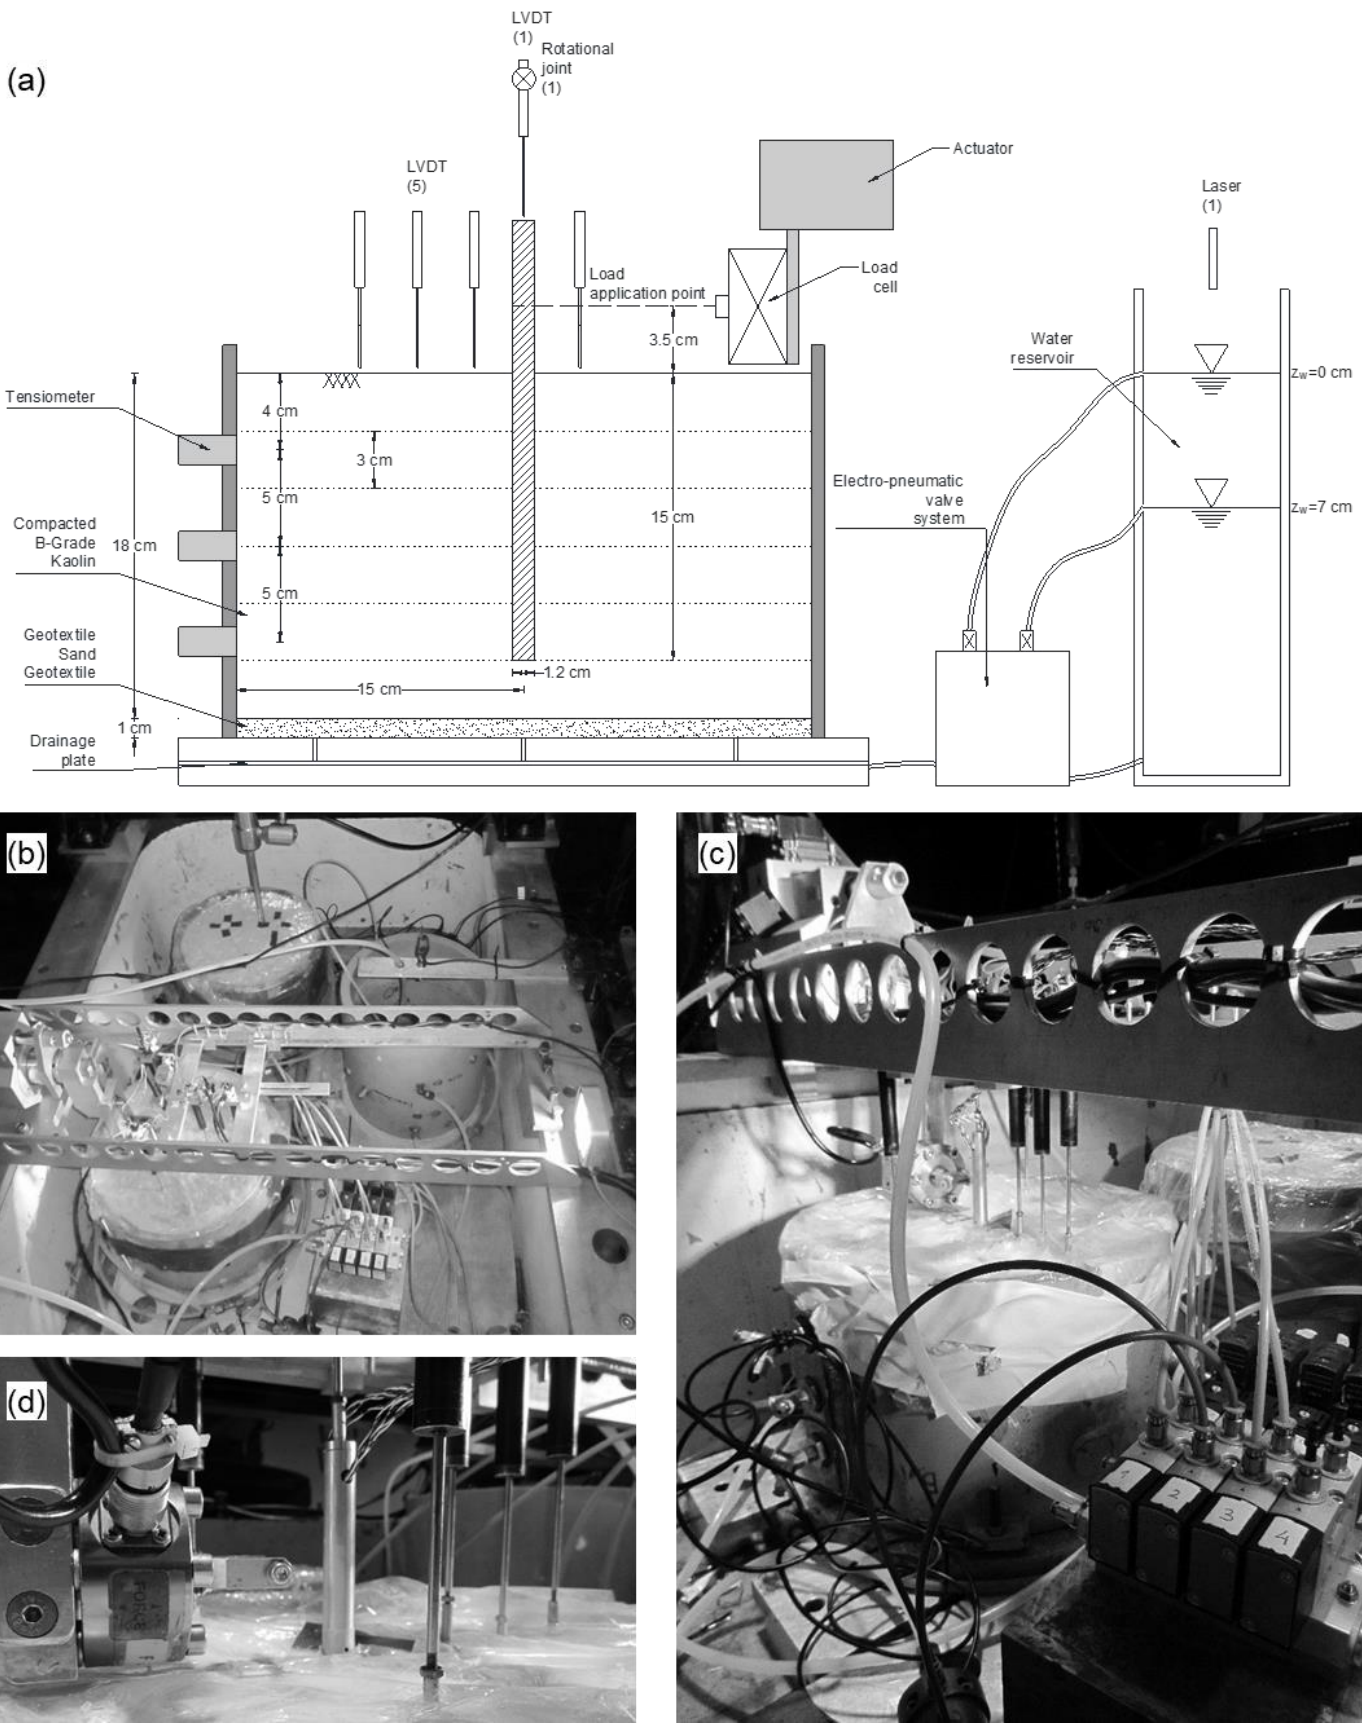 (a)
LVDT
(1)
Rotational
joint
(1)
LVDT
(5)
Actuator
Laser
(1)
Load
application point
Load
cell
3.5 cm
Water
reservoir
zw=0 cm
Tensiometer
4 cm
3 cm
5 cm
Electro-pneumatic
valve
system
zw=7 cm
15 cm
Compacted
B-Grade
Kaolin
18 cm
5 cm
Geotextile
Sand
Geotextile
1.2 cm
15 cm
1 cm
Drainage
plate
(b)
(c)
(d)
FORCE
1
2
3
4